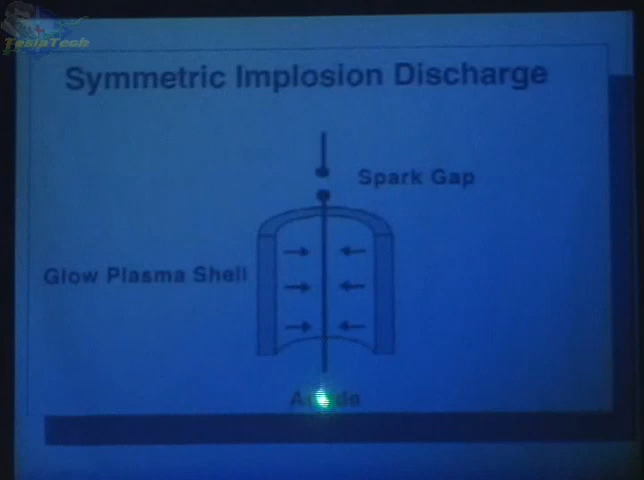 TeslaTech
Symmetric Implosion Discharge
Spark Gap
Glow Plasma Shell